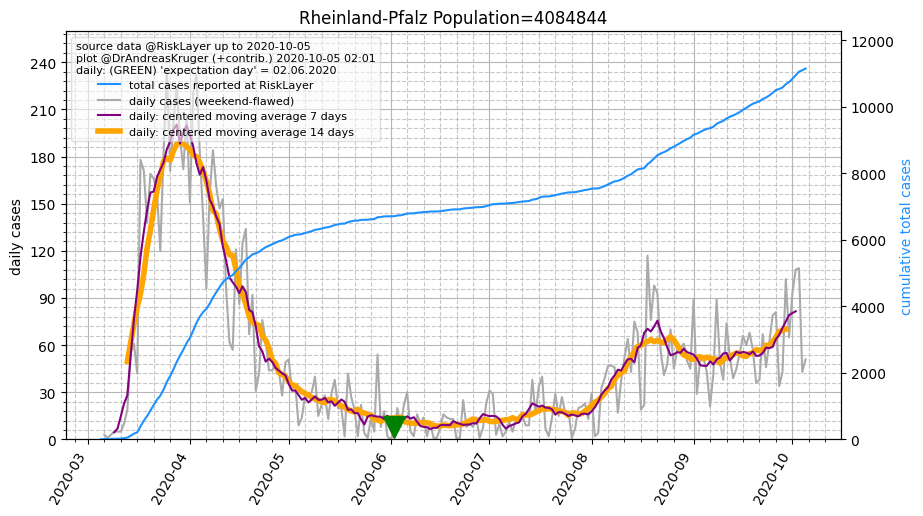 Rheinland-Pfalz Population=4084844
source data @RiskLayer up to 2020-10-05
plot @DrAndreasKruger (+contrib.) 2020-10-05 02:01
daily: (GREEN) 'expectation day' = 02.06.2020
total cases reported at RiskLayer
daily cases (weekend-flawed)
daily: centered moving average 7 days
daily: centered moving average 14 days
daily cases
240
210
180
150
120
90
60
30
0
12000
10000
8000
6000
4000
2000
0
cumulative total cases
2020-03
2020-04
2020-05
2020-06
2020-07
2020-08
2020-09
2020-10